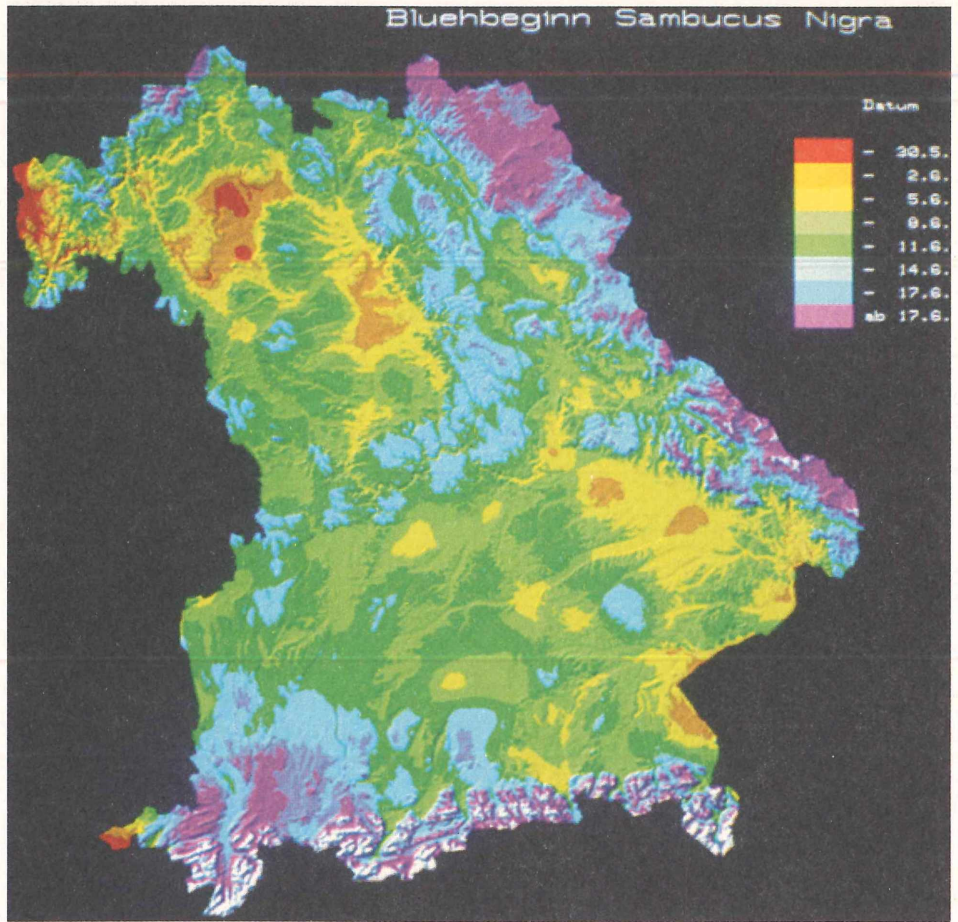 Bluehbeginn Sambucus Nigra
Datum
- 30.5.
- 2.6.
- 5.6.
- 8.6.
- 11.6.
- 14.6.
- 17.6.
ab 17.6.